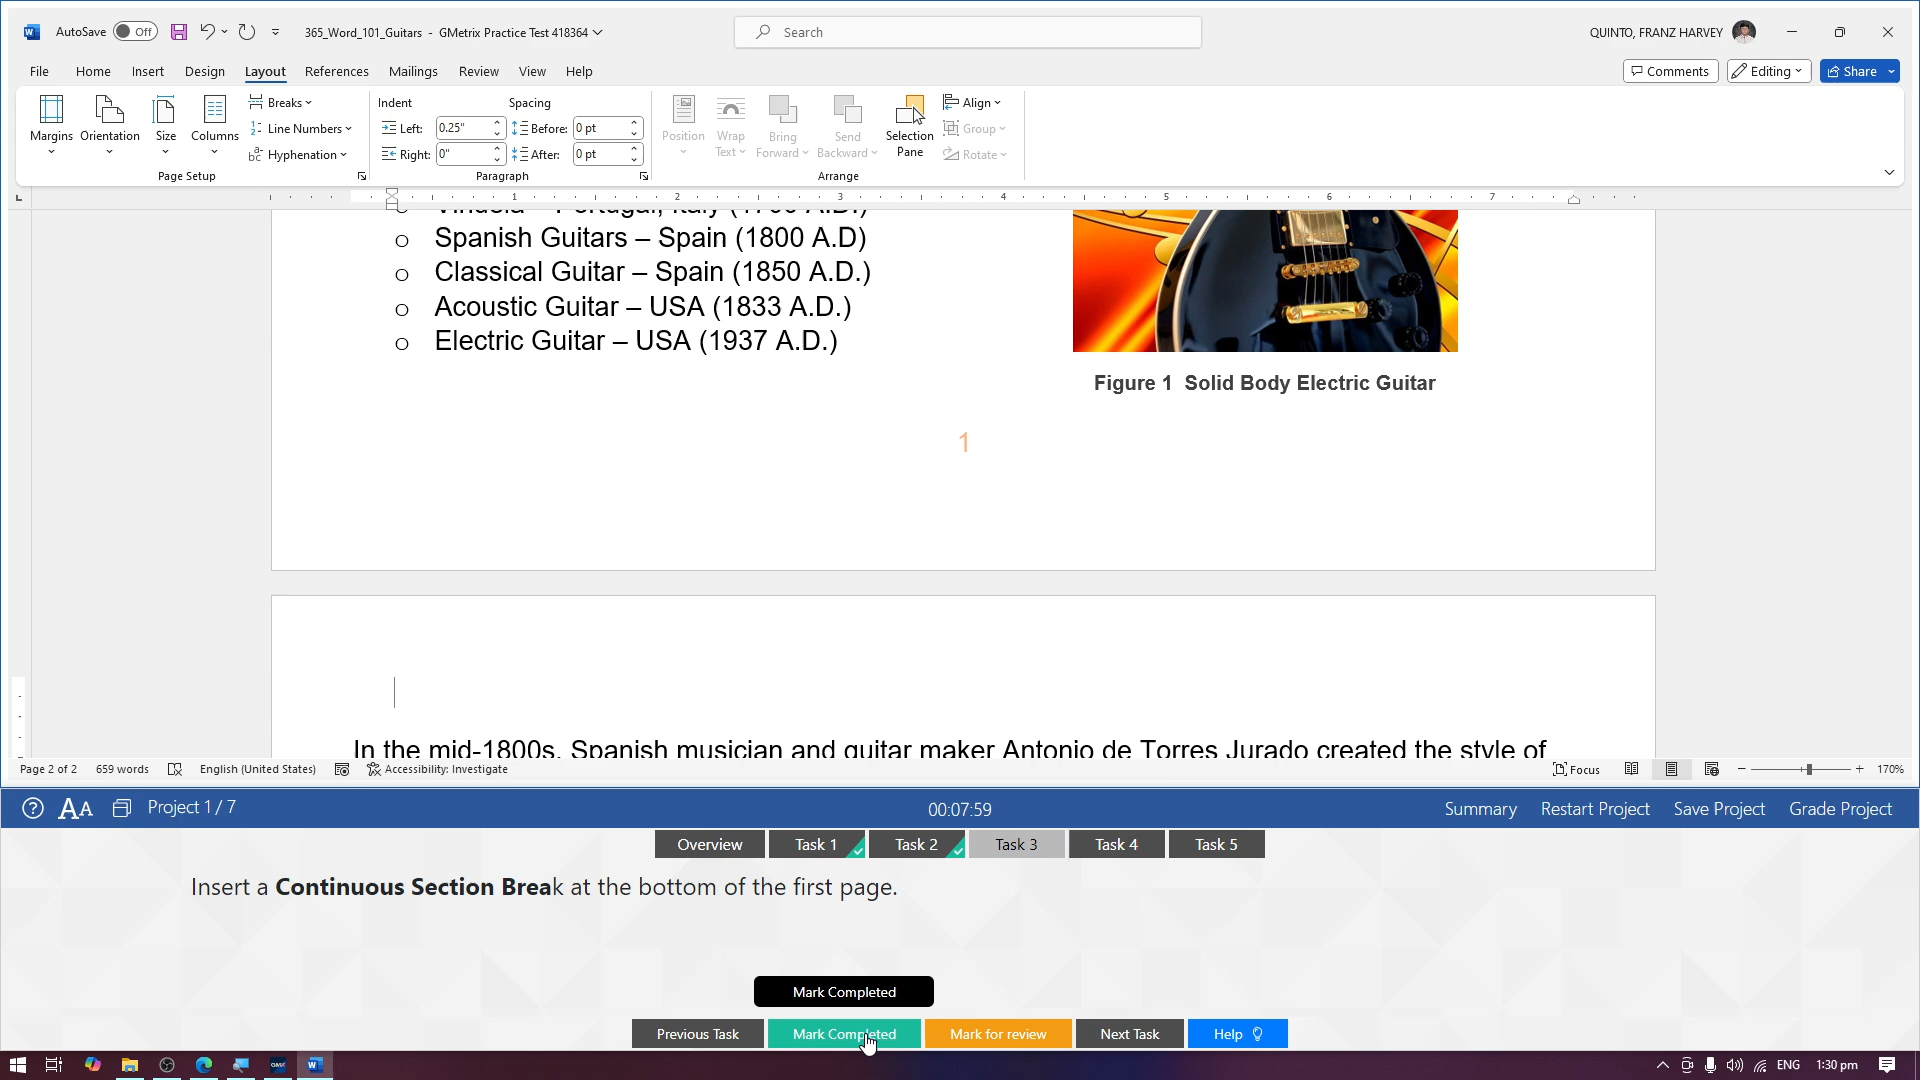 AutoSave Off 365_Word_101_Guitars - GMetrix Practice Test 418364 Search QUINTO, FRANZ HARVEY
File Home Insert Design Layout References Mailings Review View Help Comments Editing Share
Margins Orientation Size Columns Breaks Line Numbers Hyphenation
Page Setup
Indent Spacing
Left: 0.25" Before: 0 pt
Right: 0" After: 0 pt
Paragraph
Position Wrap Text Bring Forward Send Backward Selection Pane Align Group Rotate
Arrange
1 2 3 4 5 6 7
o Spanish Guitars – Spain (1800 A.D)
o Classical Guitar – Spain (1850 A.D.)
o Acoustic Guitar – USA (1833 A.D.)
o Electric Guitar – USA (1937 A.D.)
Figure 1 Solid Body Electric Guitar
1
In the mid-1800s, Spanish musician and guitar maker Antonio de Torres Jurado created the style of
Page 2 of 2 659 words English (United States) Accessibility: Investigate Focus 170%
Project 1 / 7 00:07:59 Summary Restart Project Save Project Grade Project
Overview Task 1 Task 2 Task 3 Task 4 Task 5
Insert a Continuous Section Break at the bottom of the first page.
Mark Completed
Previous Task Mark Completed Mark for review Next Task Help
ENG 1:30 pm